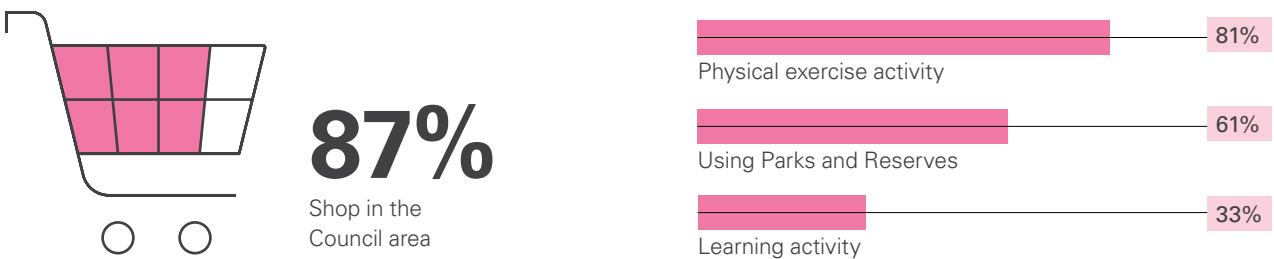 87%
Shop in the
Council area
81%
Physical exercise activity
61%
Using Parks and Reserves
33%
Learning activity